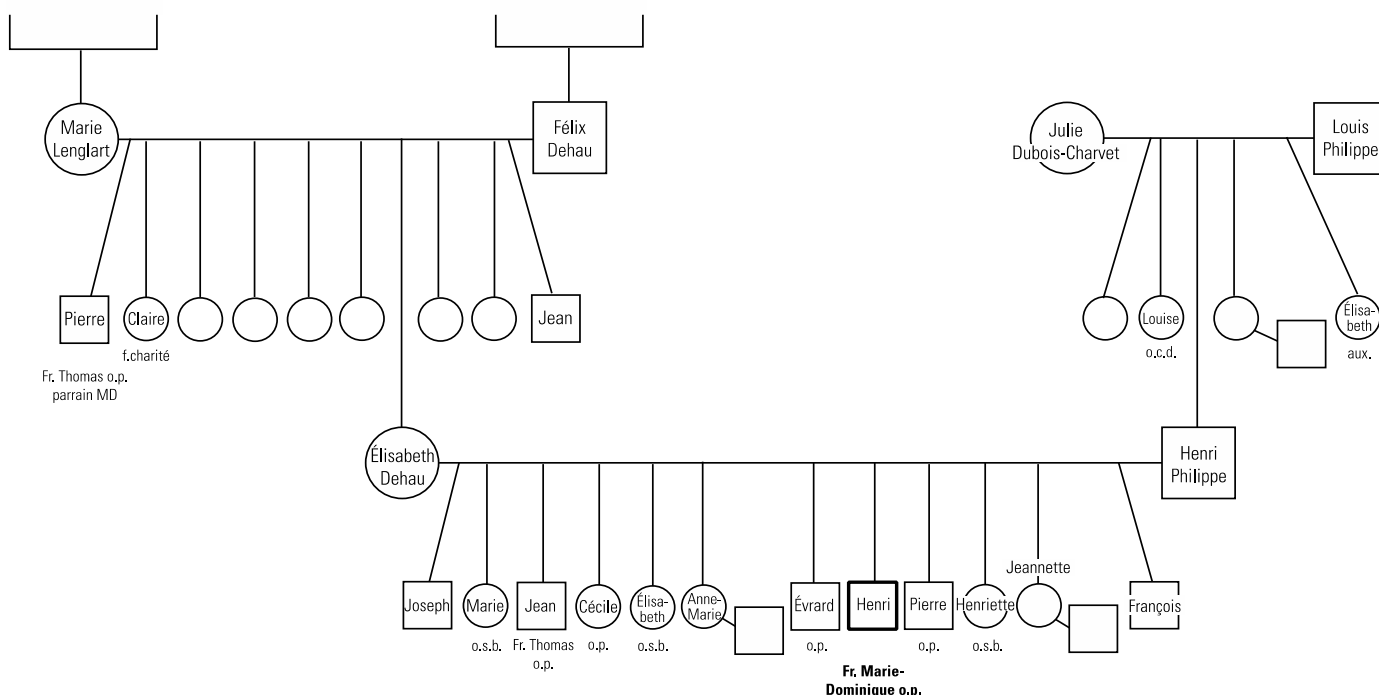 Marie
Lenglart
Félix
Dehau
Julie
Dubois-Charvet
Louis
Philippe
Pierre
Claire
Jean
Louise
Élisa-
beth
f.charité
o.c.d.
aux.
Fr. Thomas o.p.
parrain MD
Élisabeth
Dehau
Henri
Philippe
Joseph
Marie
Jean
Cécile
Élisa-
beth
Anne-
Marie
Évrard
Henri
Pierre
Henriette
Jeannette
François
o.s.b.
Fr. Thomas
o.p.
o.p.
o.s.b.
o.p.
o.p.
o.s.b.
Fr. Marie-
Dominique o.p.